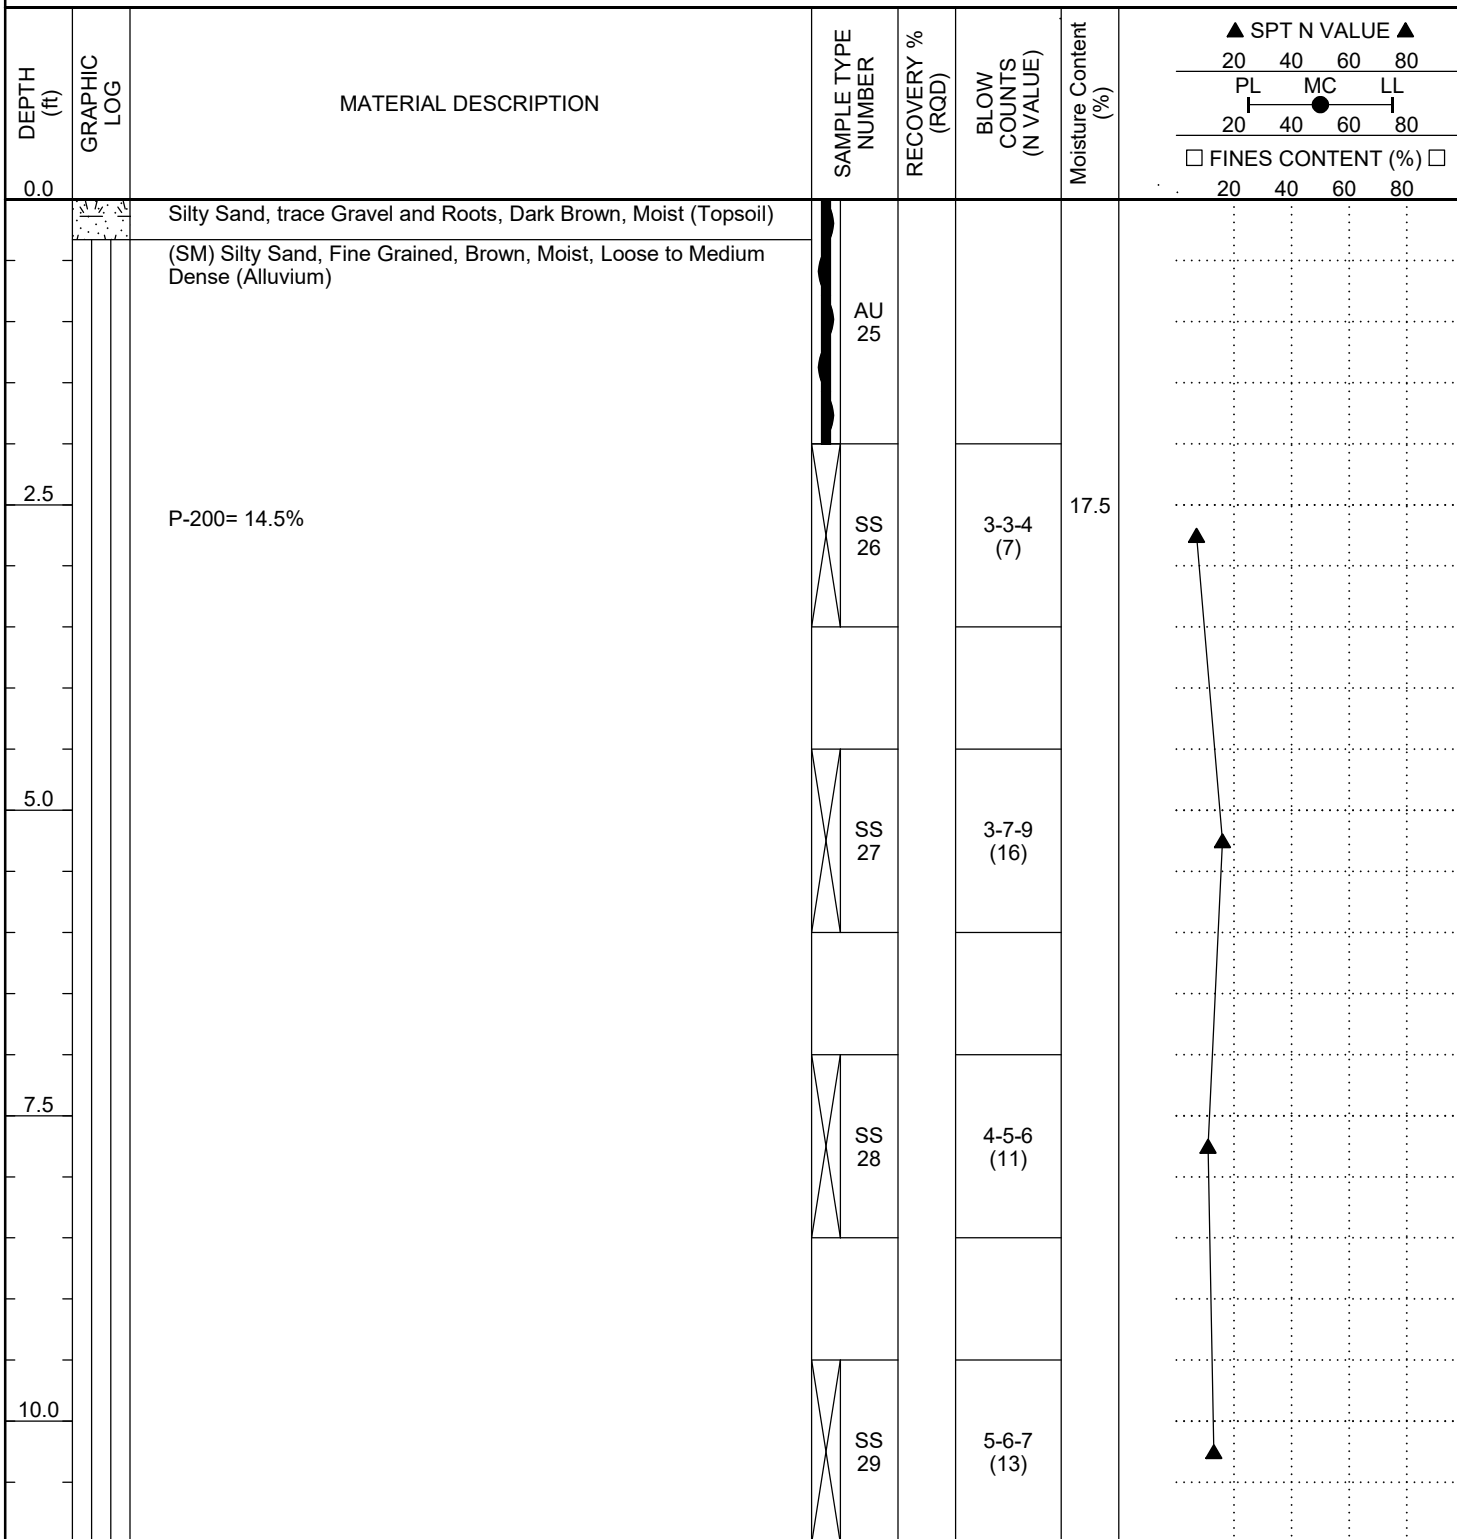 DEPTH
(ft)
GRAPHIC
LOG
MATERIAL DESCRIPTION
SAMPLE TYPE
NUMBER
RECOVERY %
(RQD)
BLOW
COUNTS
(N VALUE)
Moisture Content
(%)
▲ SPT N VALUE ▲
20 40 60 80
PL MC LL
20 40 60 80
□ FINES CONTENT (%) □
20 40 60 80
0.0
Silty Sand, trace Gravel and Roots, Dark Brown, Moist (Topsoil)
(SM) Silty Sand, Fine Grained, Brown, Moist, Loose to Medium
Dense (Alluvium)
AU
25
2.5
P-200= 14.5%
SS
26
3-3-4
(7)
17.5
5.0
SS
27
3-7-9
(16)
7.5
SS
28
4-5-6
(11)
10.0
SS
29
5-6-7
(13)